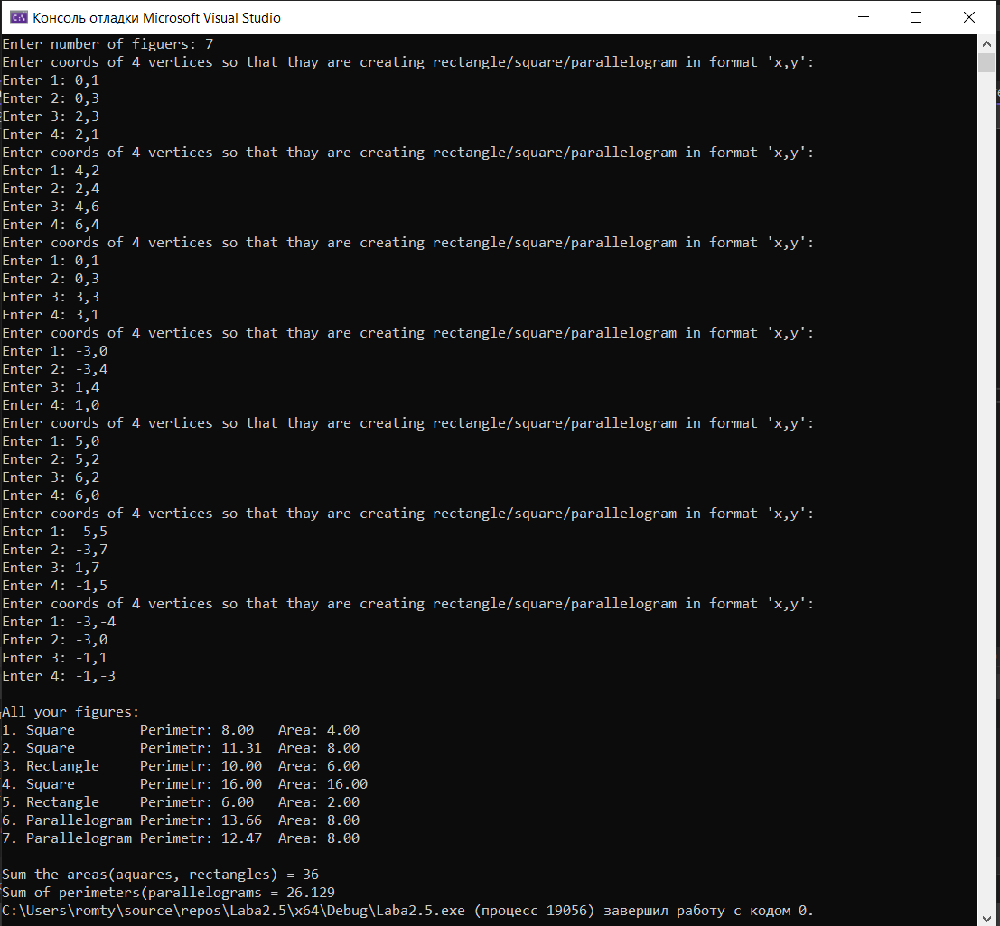 Консоль отладки Microsoft Visual Studio
Enter number of figuers: 7
Enter coords of 4 vertices so that thay are creating rectangle/square/parallelogram in format 'x,y':
Enter 1: 0,1
Enter 2: 0,3
Enter 3: 2,3
Enter 4: 2,1
Enter coords of 4 vertices so that thay are creating rectangle/square/parallelogram in format 'x,y':
Enter 1: 4,2
Enter 2: 2,4
Enter 3: 4,6
Enter 4: 6,4
Enter coords of 4 vertices so that thay are creating rectangle/square/parallelogram in format 'x,y':
Enter 1: 0,1
Enter 2: 0,3
Enter 3: 3,3
Enter 4: 3,1
Enter coords of 4 vertices so that thay are creating rectangle/square/parallelogram in format 'x,y':
Enter 1: -3,0
Enter 2: -3,4
Enter 3: 1,4
Enter 4: 1,0
Enter coords of 4 vertices so that thay are creating rectangle/square/parallelogram in format 'x,y':
Enter 1: 5,0
Enter 2: 5,2
Enter 3: 6,2
Enter 4: 6,0
Enter coords of 4 vertices so that thay are creating rectangle/square/parallelogram in format 'x,y':
Enter 1: -5,5
Enter 2: -3,7
Enter 3: 1,7
Enter 4: -1,5
Enter coords of 4 vertices so that thay are creating rectangle/square/parallelogram in format 'x,y':
Enter 1: -3,-4
Enter 2: -3,0
Enter 3: -1,1
Enter 4: -1,-3
All your figures:
1. Square Perimetr: 8.00 Area: 4.00
2. Square Perimetr: 11.31 Area: 8.00
3. Rectangle Perimetr: 10.00 Area: 6.00
4. Square Perimetr: 16.00 Area: 16.00
5. Rectangle Perimetr: 6.00 Area: 2.00
6. Parallelogram Perimetr: 13.66 Area: 8.00
7. Parallelogram Perimetr: 12.47 Area: 8.00
Sum the areas(aquares, rectangles) = 36
Sum of perimeters(parallelograms = 26.129
C:\Users\romty\source\repos\Laba2.5\x64\Debug\Laba2.5.exe (процесс 19056) завершил работу с кодом 0.